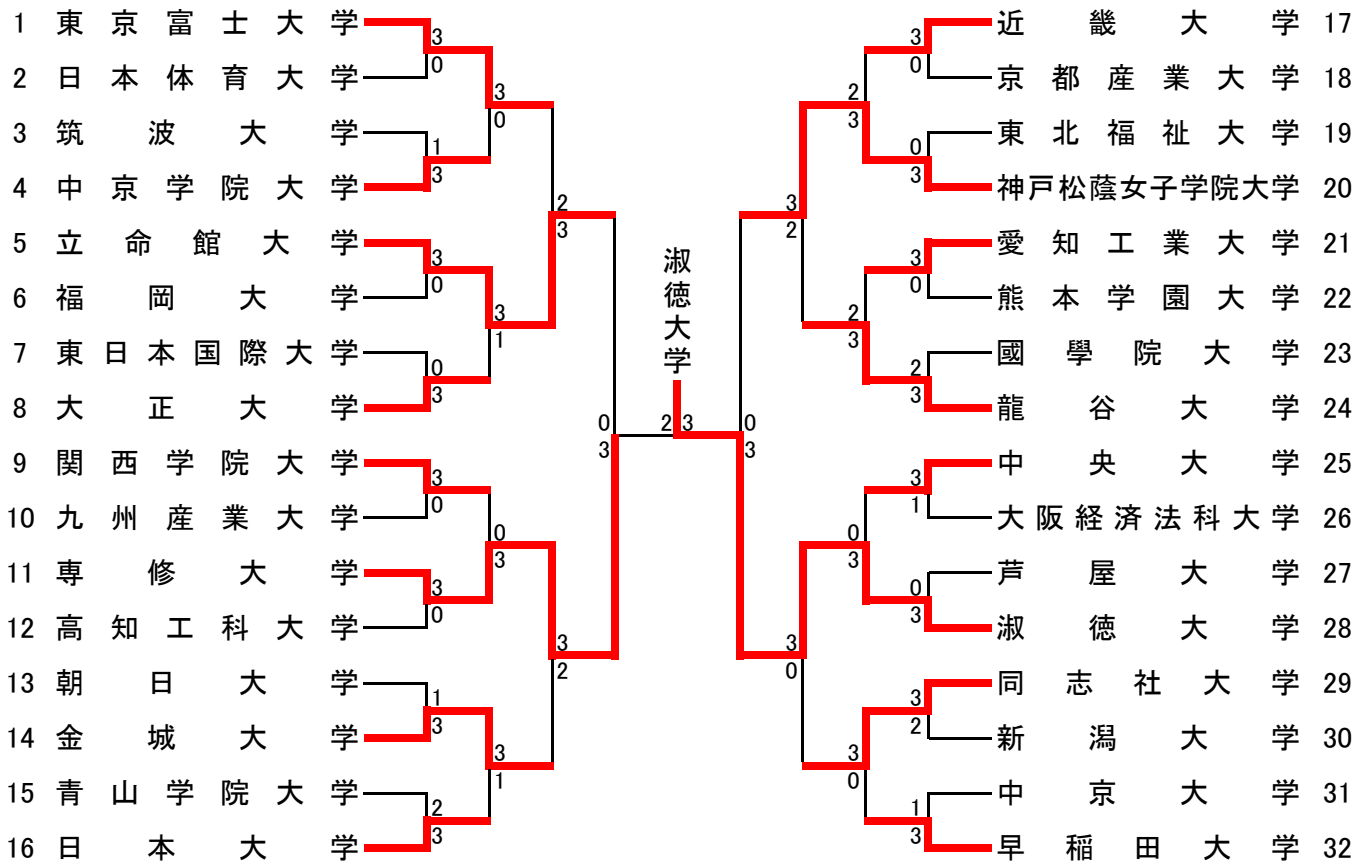 1 東京富士大学
3
0
2 日本体育大学
3
0
3 筑波大学
1
3
4 中京学院大学
2
3
5 立命館大学
3
0
6 福岡大学
3
1
7 東日本国際大学
0
3
8 大正大学
0
3
9 関西学院大学
3
0
10 九州産業大学
0
3
11 専修大学
3
0
12 高知工科大学
3
2
13 朝日大学
1
3
14 金城大学
3
1
15 青山学院大学
2
3
16 日本大学
淑徳大学
2 3
近畿大学 17
3
0
京都産業大学 18
2
3
東北福祉大学 19
0
3
神戸松蔭女子学院大学 20
3
2
愛知工業大学 21
3
0
熊本学園大学 22
2
3
國學院大学 23
2
3
龍谷大学 24
0
3
中央大学 25
3
1
大阪経済法科大学 26
0
3
芦屋大学 27
0
3
淑徳大学 28
3
0
同志社大学 29
3
2
新潟大学 30
3
0
中京大学 31
1
3
早稲田大学 32